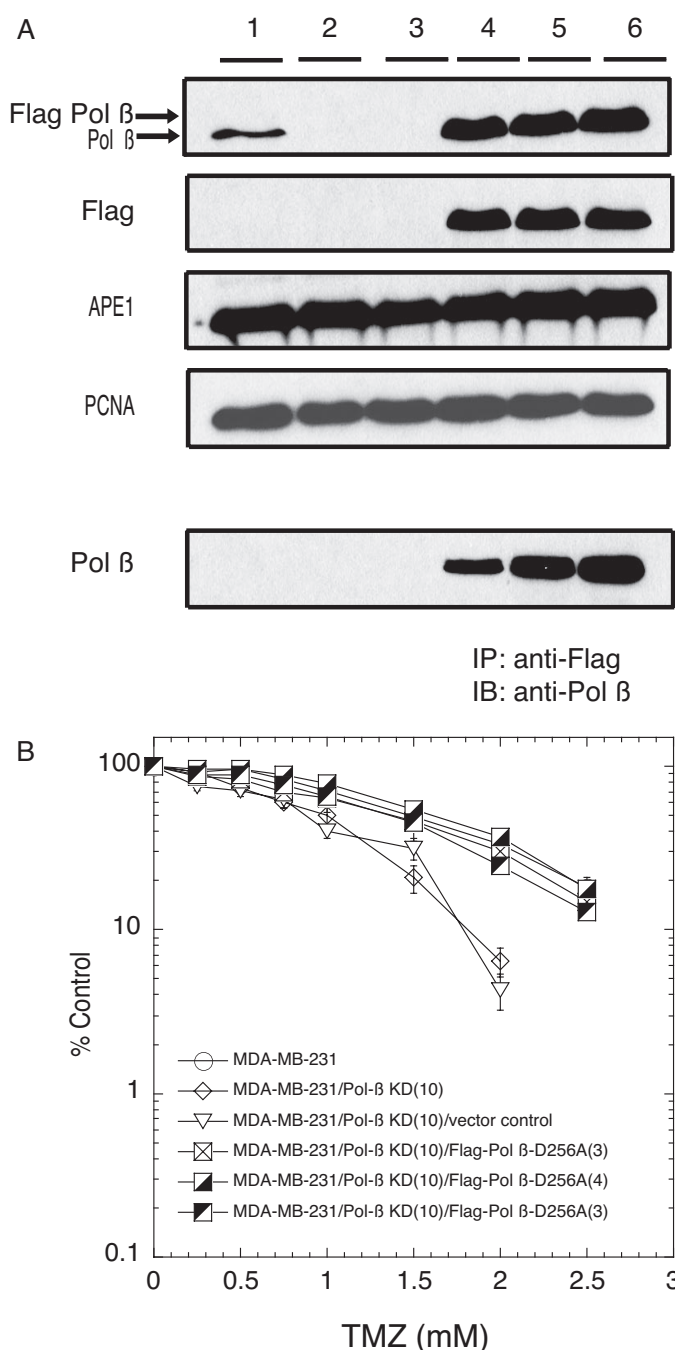 A
1 2 3 4 5 6
Flag Pol ß
Pol ß
Flag
APE1
PCNA
Pol ß
IP: anti-Flag
IB: anti-Pol ß
B
100
10
1
0.1
% Control
MDA-MB-231
MDA-MB-231/Pol-ß KD(10)
MDA-MB-231/Pol-ß KD(10)/vector control
MDA-MB-231/Pol-ß KD(10)/Flag-Pol ß-D256A(3)
MDA-MB-231/Pol-ß KD(10)/Flag-Pol ß-D256A(4)
MDA-MB-231/Pol-ß KD(10)/Flag-Pol ß-D256A(3)
0 0.5 1 1.5 2 2.5 3
TMZ (mM)